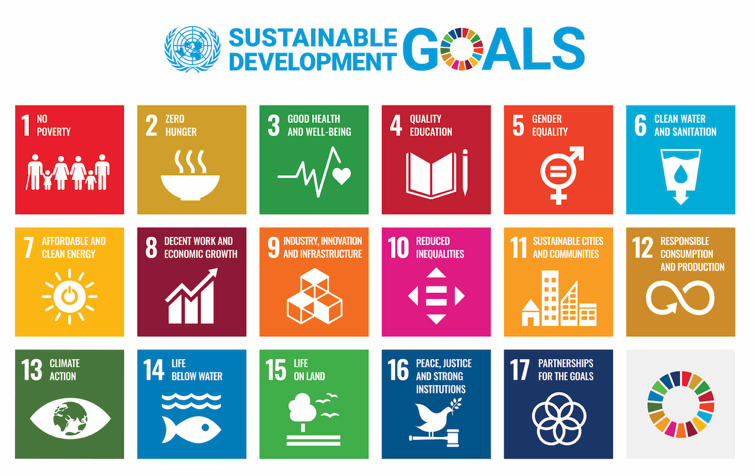 SUSTAINABLE
DEVELOPMENT
GOALS
1 NO
POVERTY
2 ZERO
HUNGER
3 GOOD HEALTH
AND WELL-BEING
4 QUALITY
EDUCATION
5 GENDER
EQUALITY
6 CLEAN WATER
AND SANITATION
7 AFFORDABLE AND
CLEAN ENERGY
8 DECENT WORK AND
ECONOMIC GROWTH
9 INDUSTRY, INNOVATION
AND INFRASTRUCTURE
10 REDUCED
INEQUALITIES
11 SUSTAINABLE CITIES
AND COMMUNITIES
12 RESPONSIBLE
CONSUMPTION
AND PRODUCTION
13 CLIMATE
ACTION
14 LIFE
BELOW WATER
15 LIFE
ON LAND
16 PEACE, JUSTICE
AND STRONG
INSTITUTIONS
17 PARTNERSHIPS
FOR THE GOALS